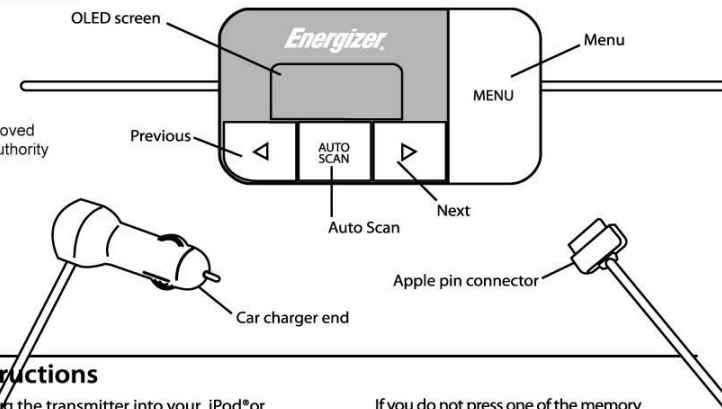 OLED screen
Energizer.
Menu
MENU
Previous
AUTO
SCAN
Next
Auto Scan
Apple pin connector
Car charger end
the transmitter into your iPod® or
If you do not press one of the memory